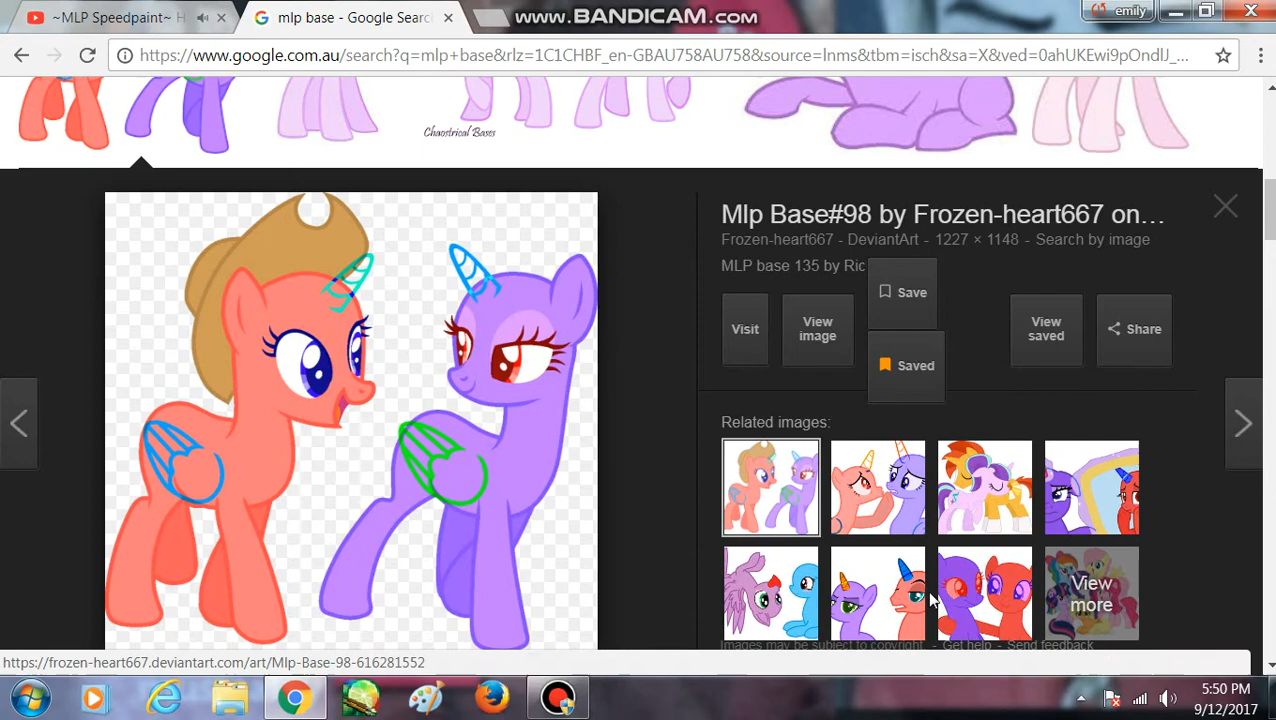 ~MLP Speedpaint~ H
mlp base - Google Searc
www.BANDICAM.com
emily
https://www.google.com.au/search?q=mlp+base&rlz=1C1CHBF_en-GBAU758AU758&source=lnms&tbm=isch&sa=X&ved=0ahUKEwi9pOndlJ_...
Chaostrical Bases
Mlp Base#98 by Frozen-heart667 on...
Frozen-heart667 - DeviantArt - 1227 × 1148 - Search by image
MLP base 135 by Ric
Save
Visit
View image
View saved
Share
Saved
Related images:
View more
Images may be subject to copyright. - Get help - Send feedback
https://frozen-heart667.deviantart.com/art/Mlp-Base-98-616281552
5:50 PM
9/12/2017